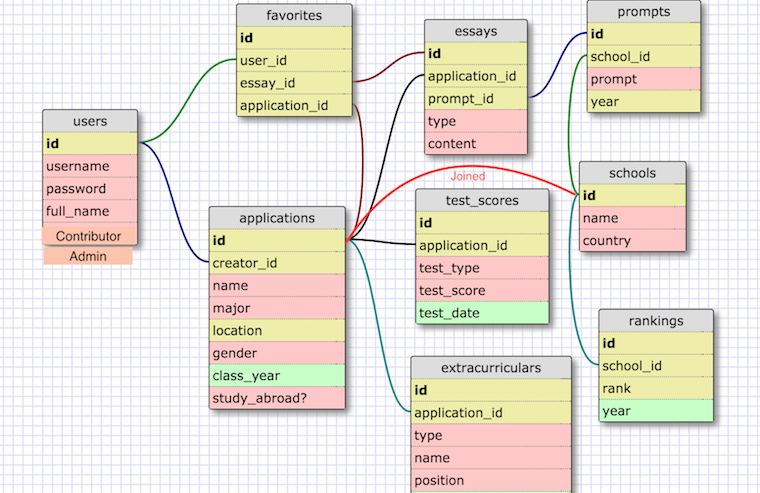 favorites
id
user_id
essay_id
application_id
essays
id
application_id
prompt_id
type
content
prompts
id
school_id
prompt
year
users
id
username
password
full_name
Contributor
Admin
applications
id
creator_id
name
major
location
gender
class_year
study_abroad?
Joined
test_scores
id
application_id
test_type
test_score
test_date
schools
id
name
country
rankings
id
school_id
rank
year
extracurriculars
id
application_id
type
name
position